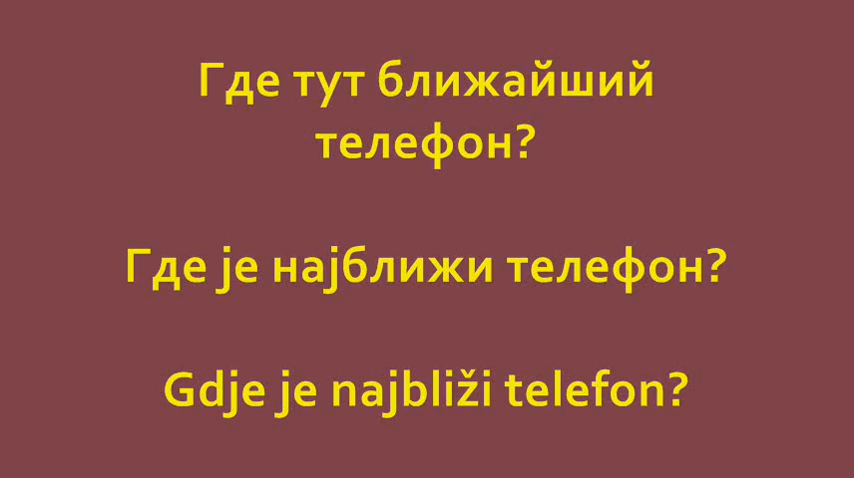 Где тут ближайший
телефон?
Где је најближи телефон?
Gdje je najbliži telefon?